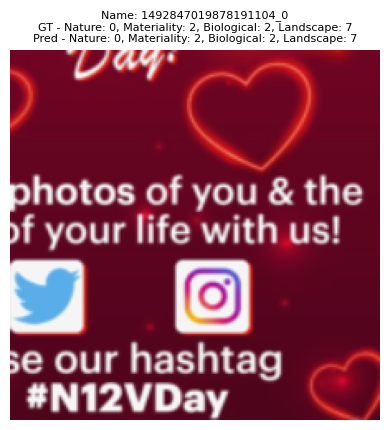 Name: 1492847019878191104_0
GT - Nature: 0, Materiality: 2, Biological: 2, Landscape: 7
Pred - Nature: 0, Materiality: 2, Biological: 2, Landscape: 7
Day!
photos of you & the
of your life with us!
se our hashtag
#N12VDay